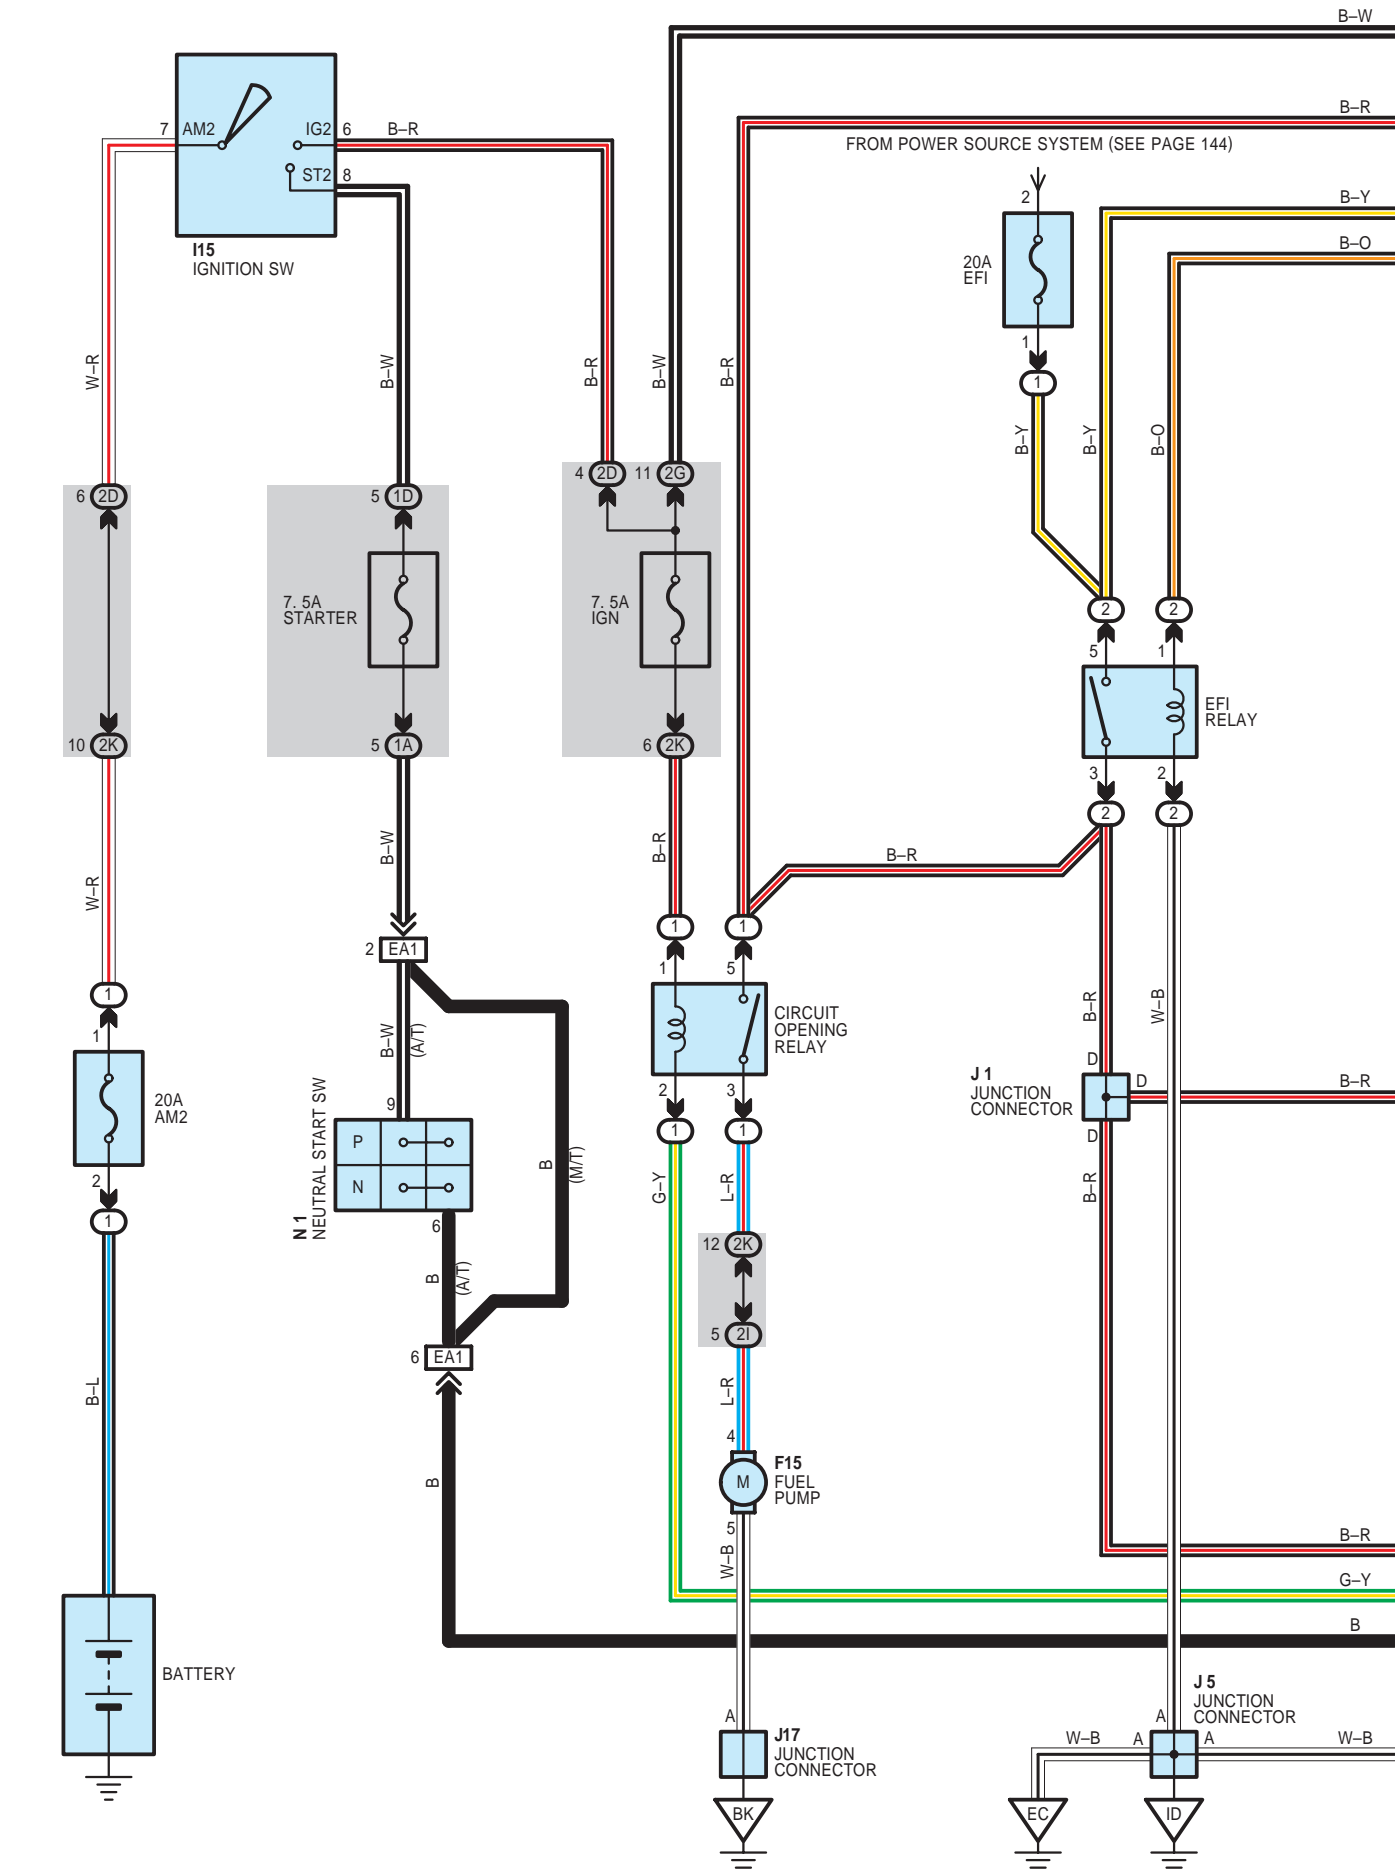 B–W
B–R
FROM POWER SOURCE SYSTEM (SEE PAGE 144)
7
AM2
IG2
6
B–R
ST2
8
I15
IGNITION SW
2
20A
EFI
1
1
B–Y
B–O
W–R
B–W
B–R
B–W
B–R
B–Y
B–Y
B–O
6
2D
5
1D
4
2D
11
2G
7. 5A
STARTER
7. 5A
IGN
2
2
5
1
EFI
RELAY
3
2
2
2
10
2K
5
1A
6
2K
W–R
B–W
B–R
B–R
2
EA1
1
1
1
1
5
CIRCUIT
OPENING
RELAY
2
3
1
1
1
20A
AM2
2
1
B–W
(A/T)
9
P
N
N 1
NEUTRAL START SW
6
B
(A/T)
B
(M/T)
6
EA1
B
B–R
W–B
D
J 1
JUNCTION
CONNECTOR
D
B–R
D
B–R
G–Y
L–R
12
2K
5
2I
L–R
4
M
F15
FUEL
PUMP
5
W–B
B–L
BATTERY
B–R
G–Y
B
A
J17
JUNCTION
CONNECTOR
BK
J 5
JUNCTION
CONNECTOR
A
W–B
A
A
W–B
EC
ID